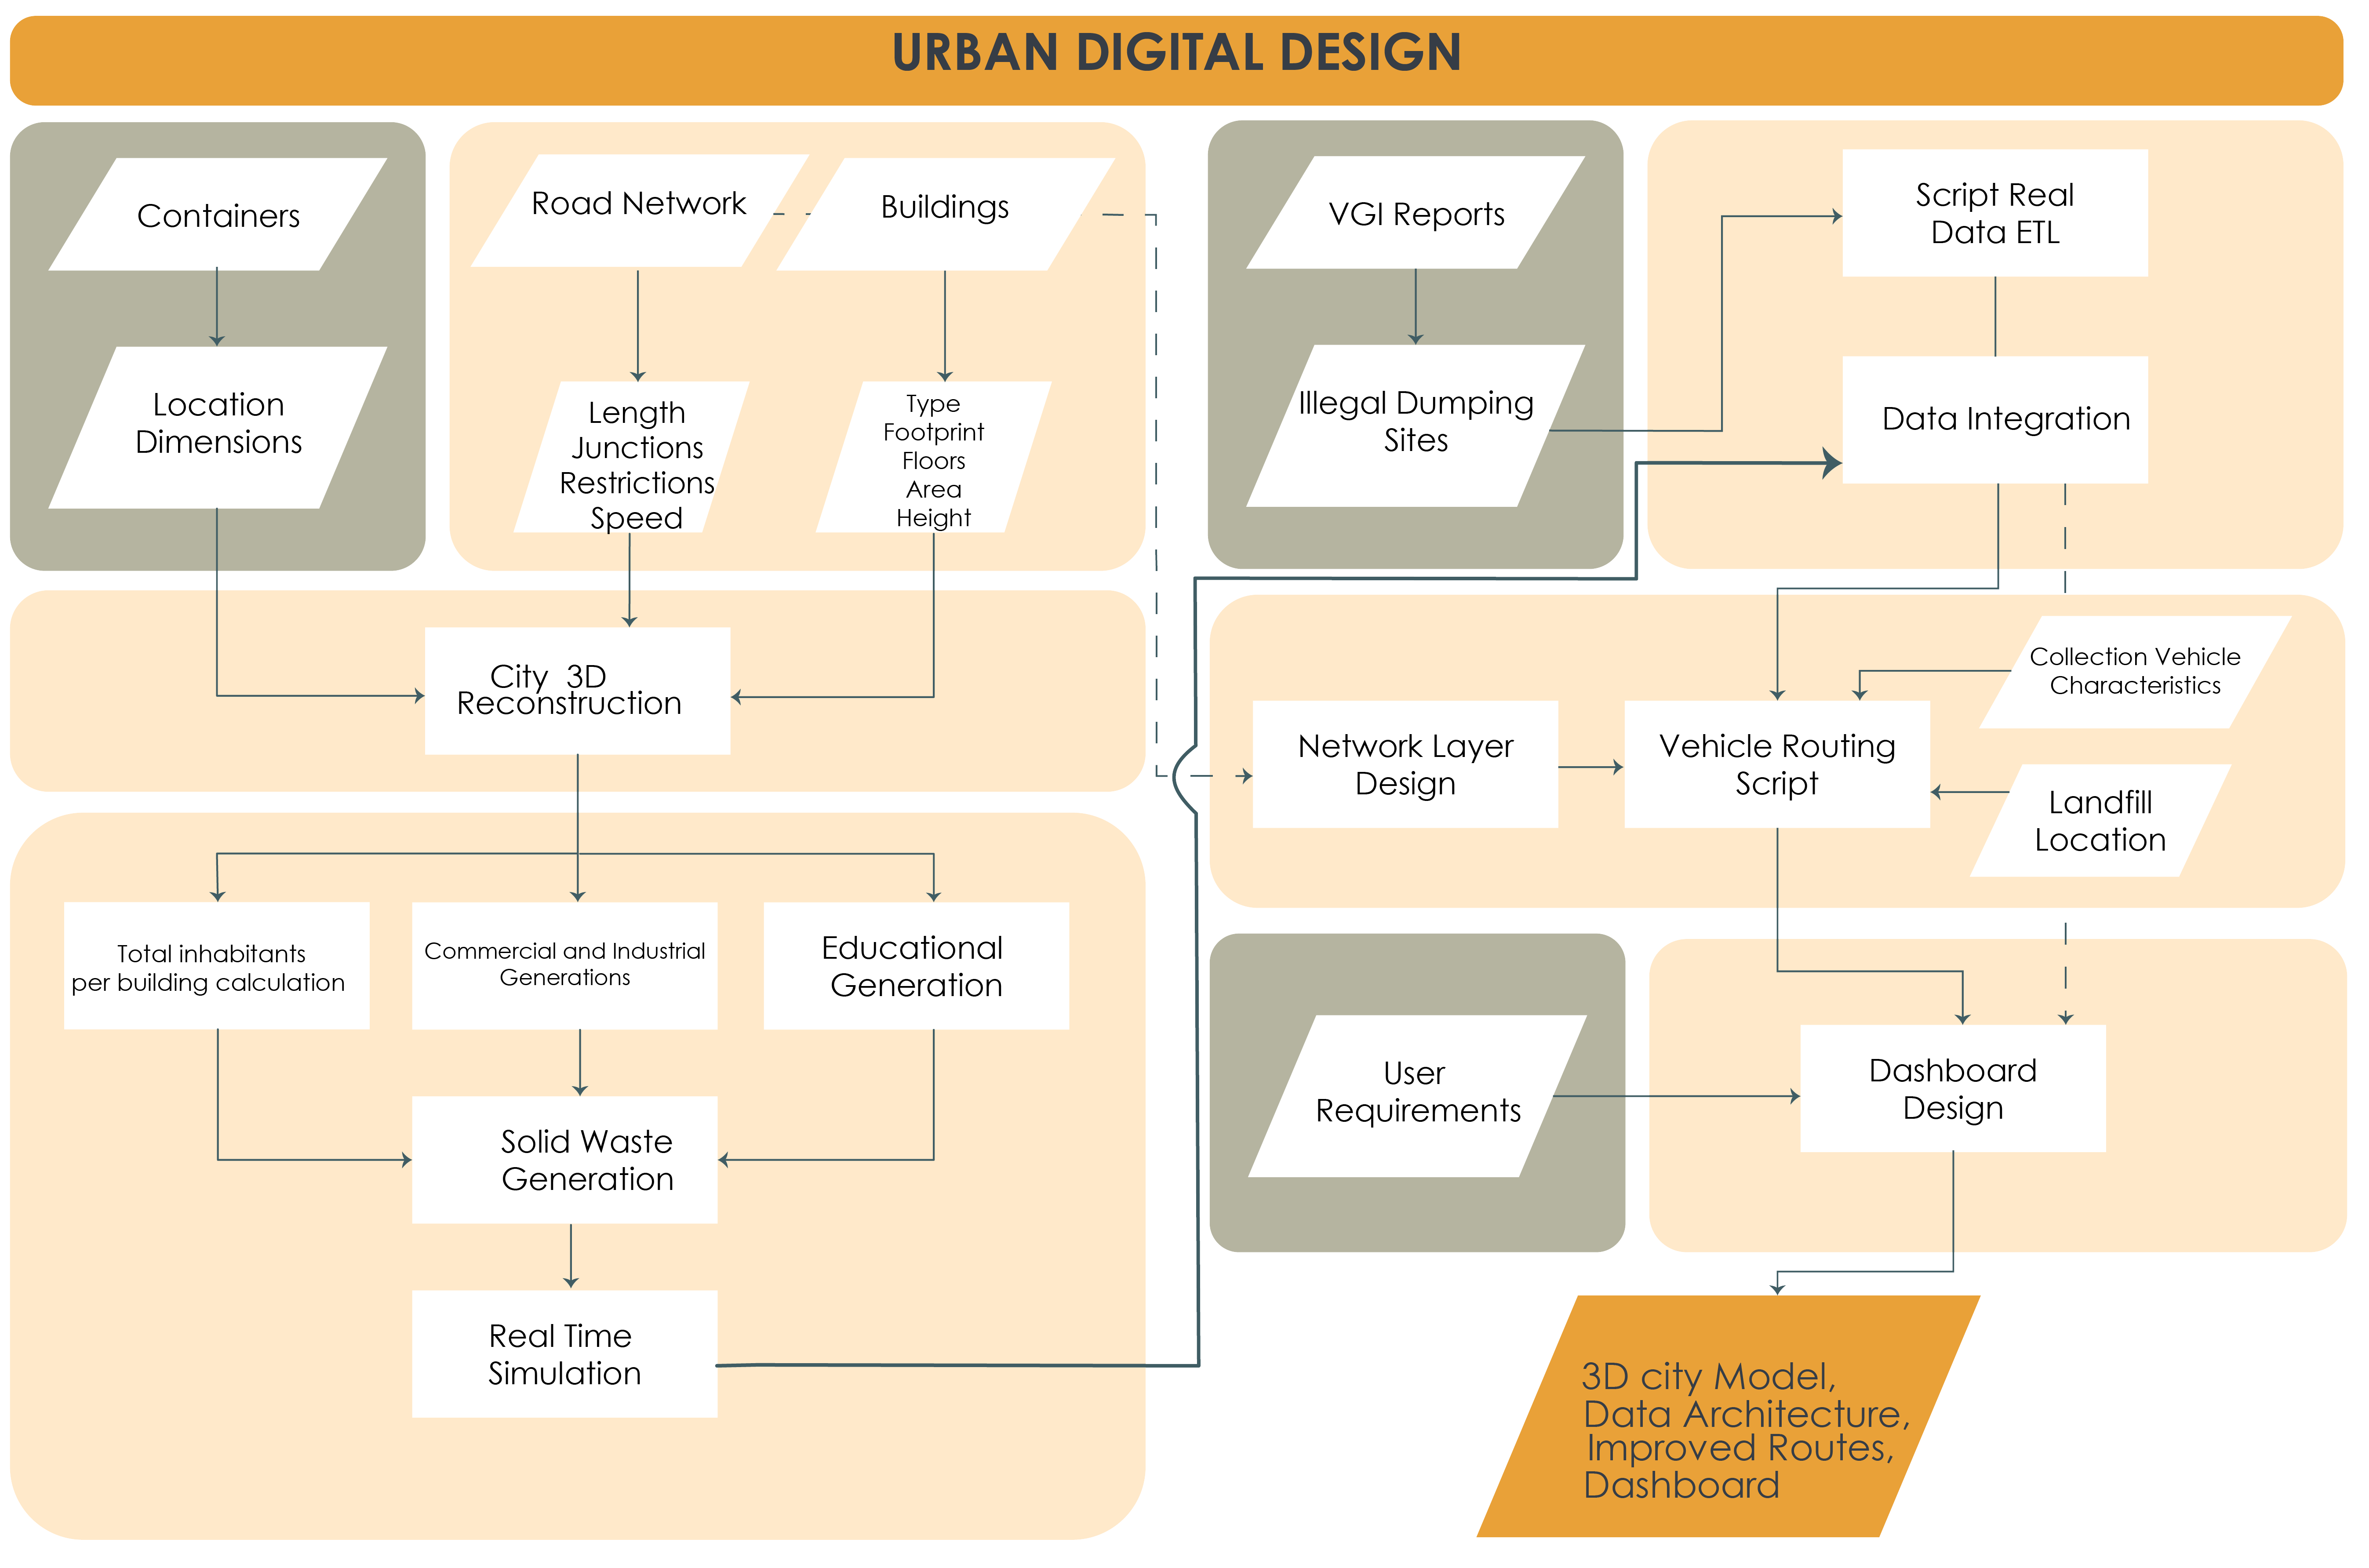 URBAN DIGITAL DESIGN
Containers
Location
Dimensions
Road Network
Buildings
Length
Junctions
Restrictions
Speed
Type
Footprint
Floors
Area
Height
VGI Reports
Illegal Dumping
Sites
Script Real
Data ETL
Data Integration
City 3D
Reconstruction
Collection Vehicle
Characteristics
Network Layer
Design
Vehicle Routing
Script
Landfill
Location
Total inhabitants
per building calculation
Commercial and Industrial
Generations
Educational
Generation
Solid Waste
Generation
Real Time
Simulation
User
Requirements
Dashboard
Design
3D city Model,
Data Architecture,
Improved Routes,
Dashboard